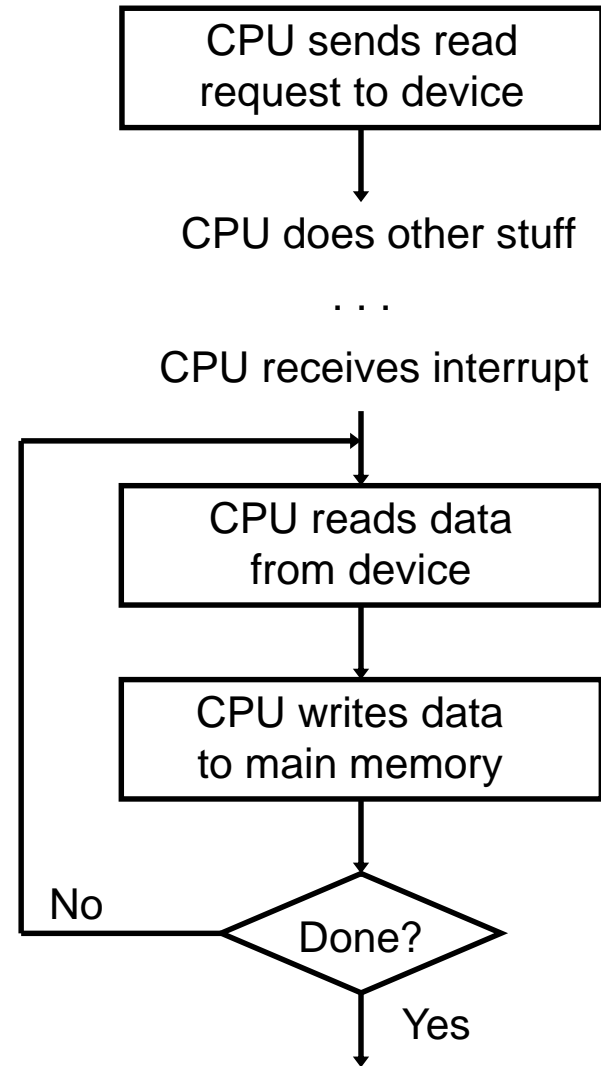 CPU sends read
request to device
CPU does other stuff
. . .
CPU receives interrupt
CPU reads data
from device
CPU writes data
to main memory
No
Done?
Yes